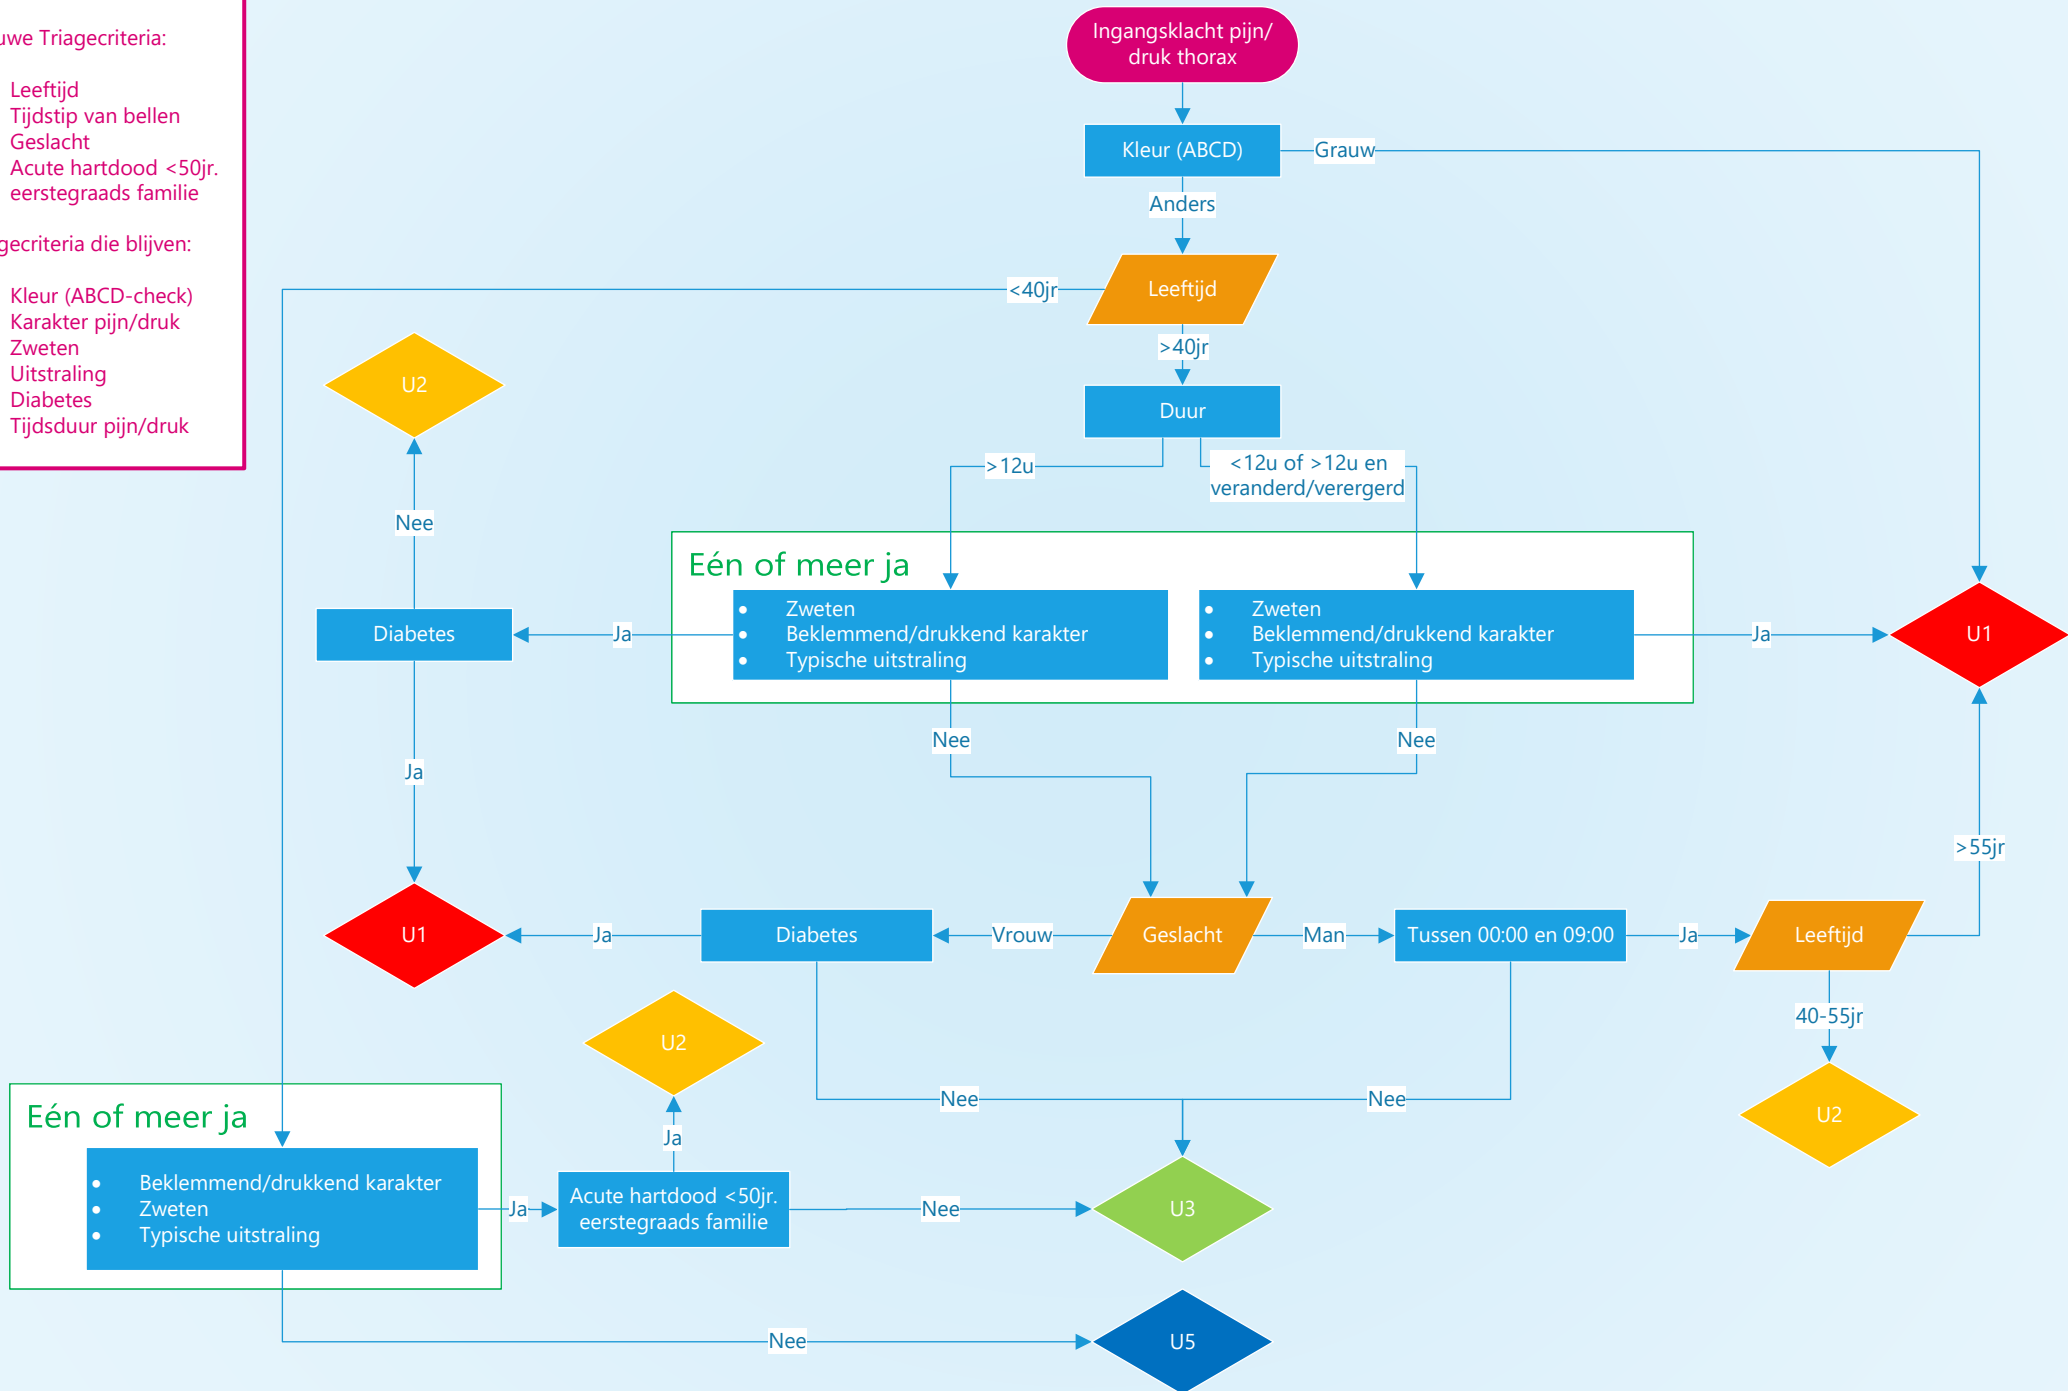 Triagecriteria:
Leeftijd
Tijdstip van bellen
Geslacht
Acute hartdood <50jr.
eerstegraads familie
die blijven:
Kleur (ABCD-check)
Karakter pijn/druk
Zweten
Uitstraling
Diabetes
Tijdsduur pijn/druk
Ingangsklacht pijn/
druk thorax
Kleur (ABCD)
Grauw
Anders
Leeftijd
<40jr
>40jr
Duur
>12u
<12u of >12u en
veranderd/verergerd
U2
Nee
Eén of meer ja
• Zweten
• Beklemmend/drukkend karakter
• Typische uitstraling
• Zweten
• Beklemmend/drukkend karakter
• Typische uitstraling
Diabetes
Ja
Ja
U1
Nee
Nee
Ja
>55jr
U1
Ja
Diabetes
Vrouw
Geslacht
Man
Tussen 00:00 en 09:00
Ja
Leeftijd
40-55jr
U2
U2
Nee
Nee
Ja
Eén of meer ja
• Beklemmend/drukkend karakter
• Zweten
• Typische uitstraling
Ja
Acute hartdood <50jr.
eerstegraads familie
Nee
U3
Nee
U5